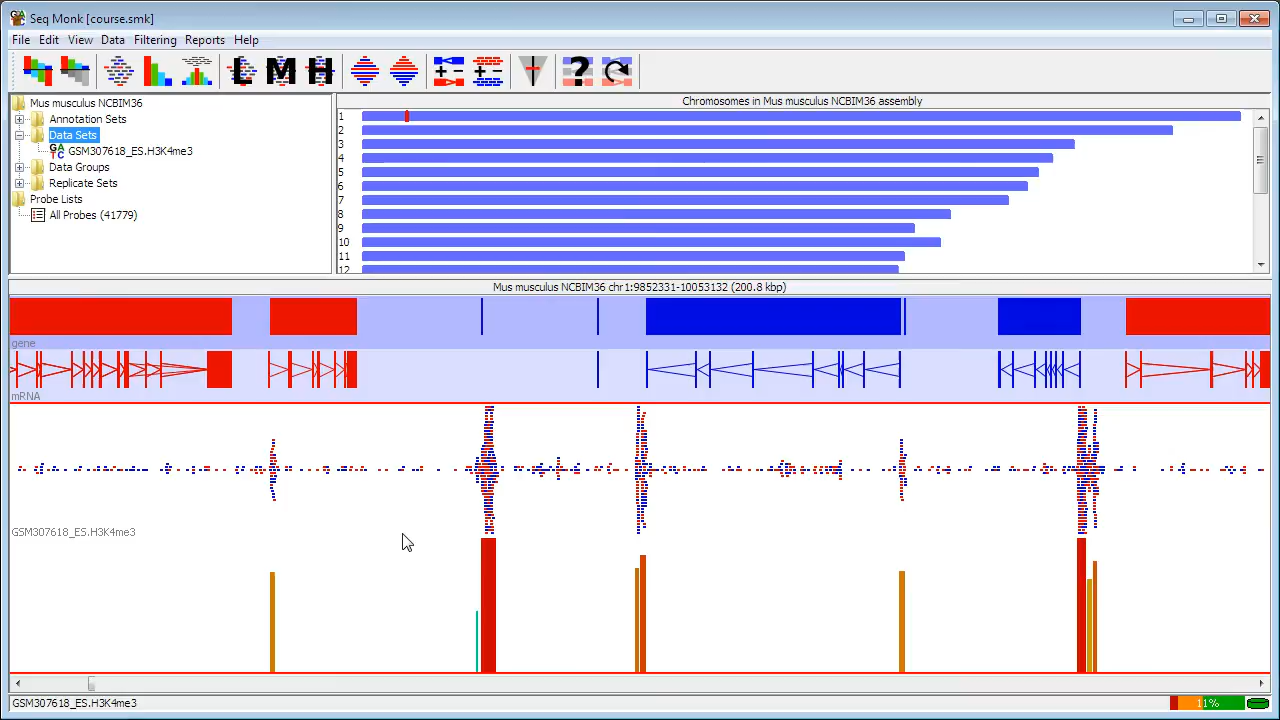 Seq Monk [course.smk]
File Edit View Data Filtering Reports Help
L M H ?
Mus musculus NCBIM36
Annotation Sets
Data Sets
GSM307618_ES.H3K4me3
Data Groups
Replicate Sets
Probe Lists
All Probes (41779)
Chromosomes in Mus musculus NCBIM36 assembly
1
2
3
4
5
6
7
8
9
10
11
12
Mus musculus NCBIM36 chr1:9852331-10053132 (200.8 kbp)
gene
mRNA
GSM307618_ES.H3K4me3
GSM307618_ES.H3K4me3
11%